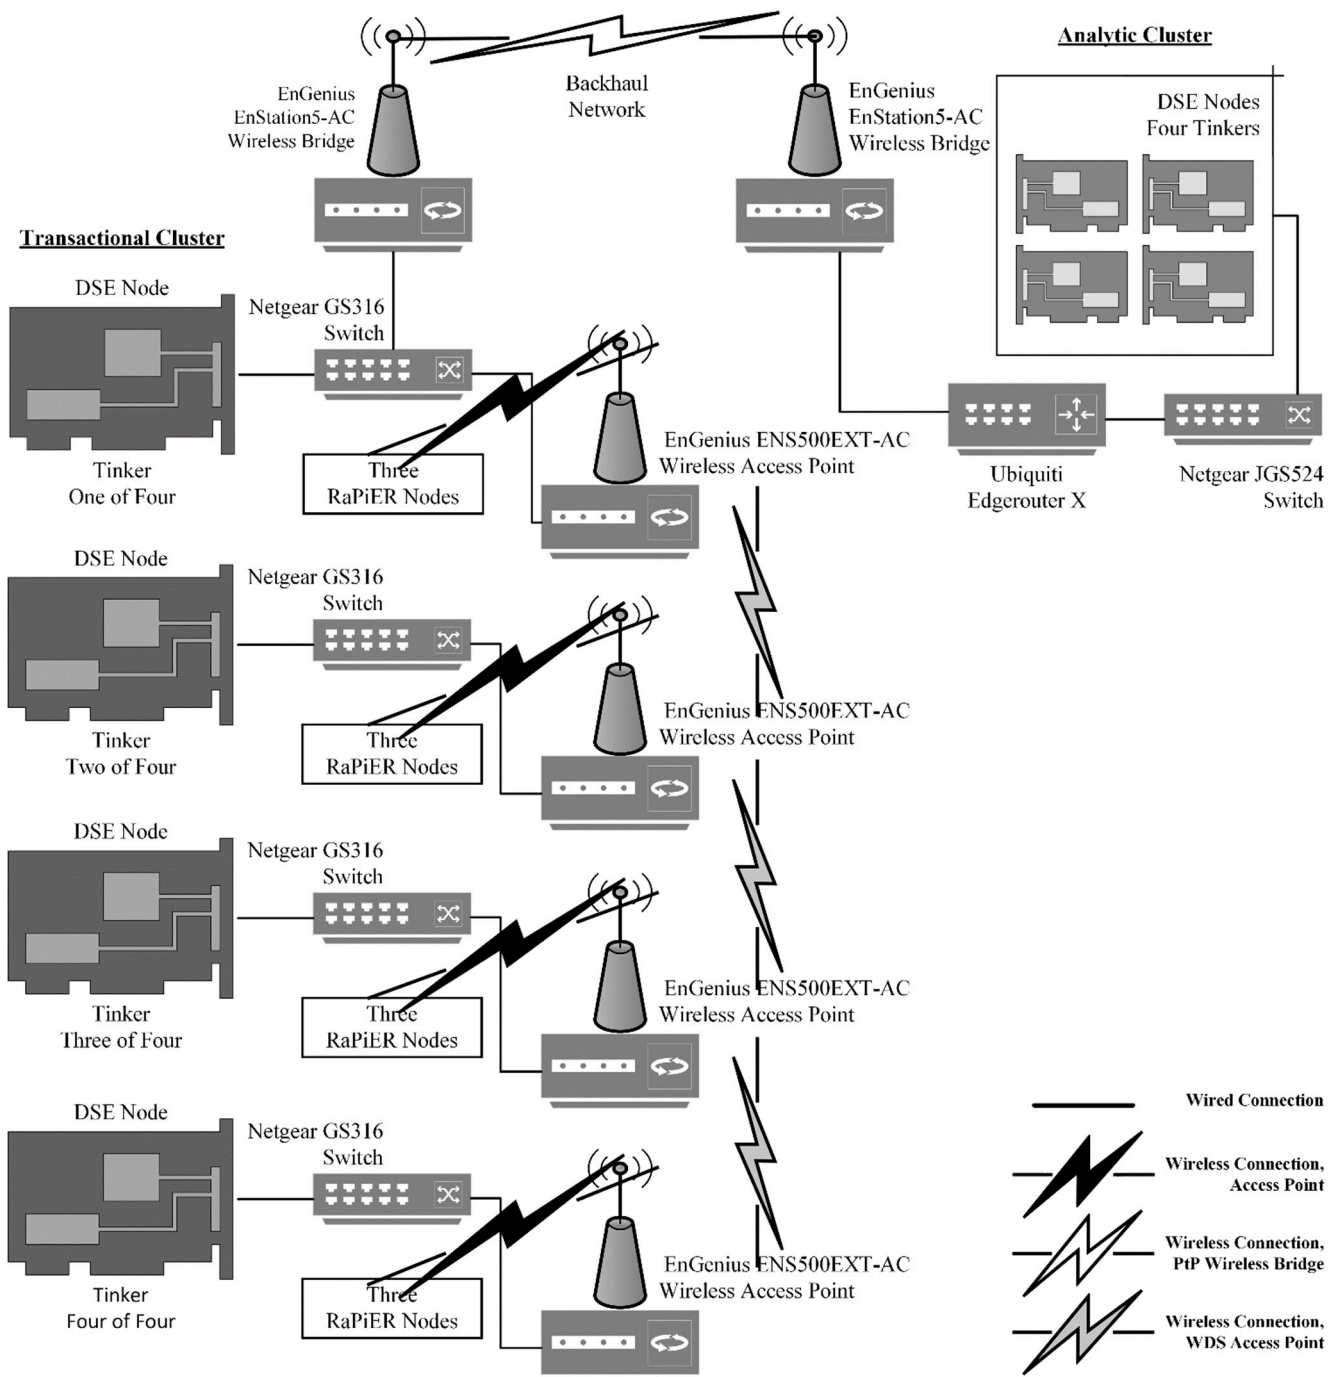 EnGenius
EnStation5-AC
Wireless Bridge
Backhaul
Network
EnGenius
EnStation5-AC
Wireless Bridge
Analytic Cluster
DSE Nodes
Four Tinkers
Transactional Cluster
DSE Node
Netgear GS316
Switch
Tinker
One of Four
Three
RaPiER Nodes
EnGenius ENS500EXT-AC
Wireless Access Point
Ubiquiti
Edgerouter X
Netgear JGS524
Switch
DSE Node
Netgear GS316
Switch
Tinker
Two of Four
Three
RaPiER Nodes
EnGenius ENS500EXT-AC
Wireless Access Point
DSE Node
Netgear GS316
Switch
Tinker
Three of Four
Three
RaPiER Nodes
EnGenius ENS500EXT-AC
Wireless Access Point
DSE Node
Netgear GS316
Switch
Tinker
Four of Four
Three
RaPiER Nodes
EnGenius ENS500EXT-AC
Wireless Access Point
Wired Connection
Wireless Connection,
Access Point
Wireless Connection,
PtP Wireless Bridge
Wireless Connection,
WDS Access Point